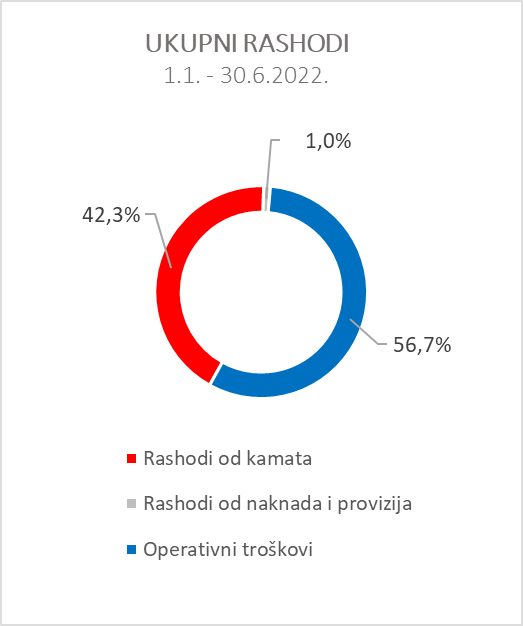 UKUPNI RASHODI
1.1. - 30.6.2022.
1,0%
42,3%
56,7%
Rashodi od kamata
Rashodi od naknada i provizija
Operativni troškovi